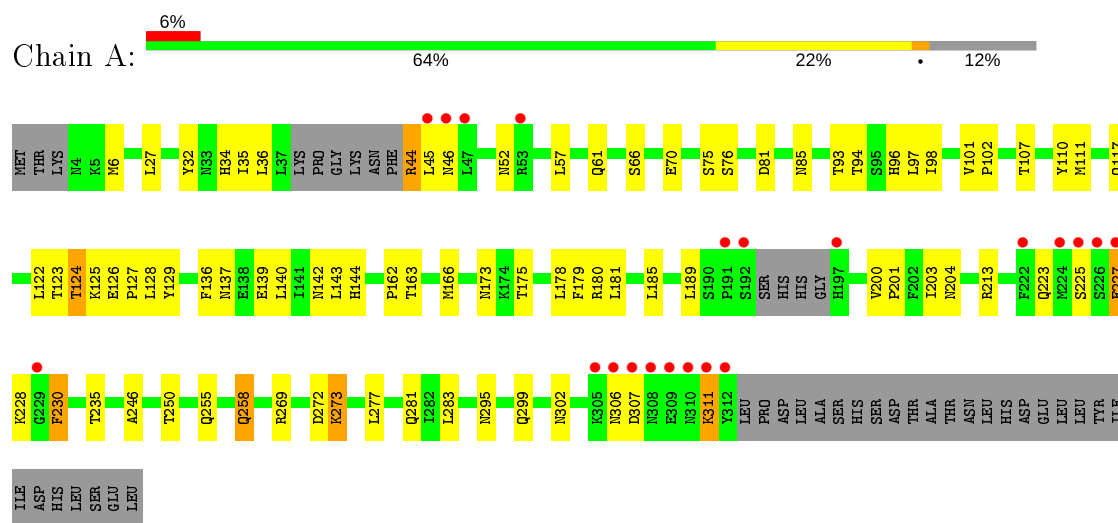 6%
Chain A:
64% 22% • 12%
MET THR LYS N4 K5 M6 L27 Y32 N33 H34 I35 L36 L37 LYS PRO GLY LYS ASN PHE R44 L45 N46 L47 N52 R53 L57 Q61 S66 E70 S75 S76 D81 N85 T93 T94 S95 H96 L97 I98 V101 P102 T107 Y110 M111
L122 T123 T124 K125 E126 P127 L128 Y129 F136 N137 E138 E139 L140 I141 N142 L143 H144 P162 T163 M166 N173 K174 T175 L178 F179 R180 L181 L185 L189 S190 P191 S192 SER HIS HIS GLY H197 V200 P201 F202 I203 N204 R213 F222 Q223 M224 S225 S226
K228 G229 F230 T235 A246 T250 Q255 Q258 R269 D272 K273 L277 Q281 I282 L283 N295 Q299 N302 K305 N306 D307 N308 E309 N310 K311 Y312 LEU PRO ASP LEU ALA SER HIS SER ASP THR ALA THR ASN LEU HIS ASP GLU LEU LEU TYR ILE
ILE ASP HIS LEU SER GLU LEU